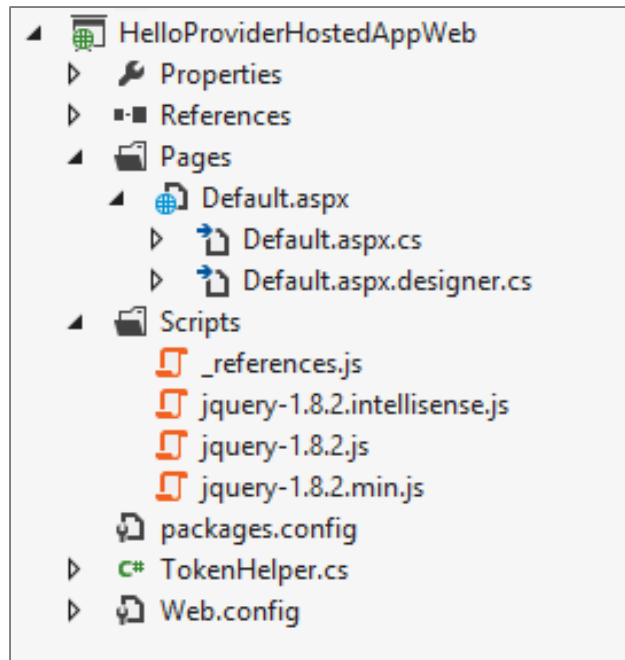 HelloProviderHostedAppWeb
Properties
References
Pages
Default.aspx
Default.aspx.cs
Default.aspx.designer.cs
Scripts
_references.js
jquery-1.8.2.intellisense.js
jquery-1.8.2.js
jquery-1.8.2.min.js
packages.config
C# TokenHelper.cs
Web.config